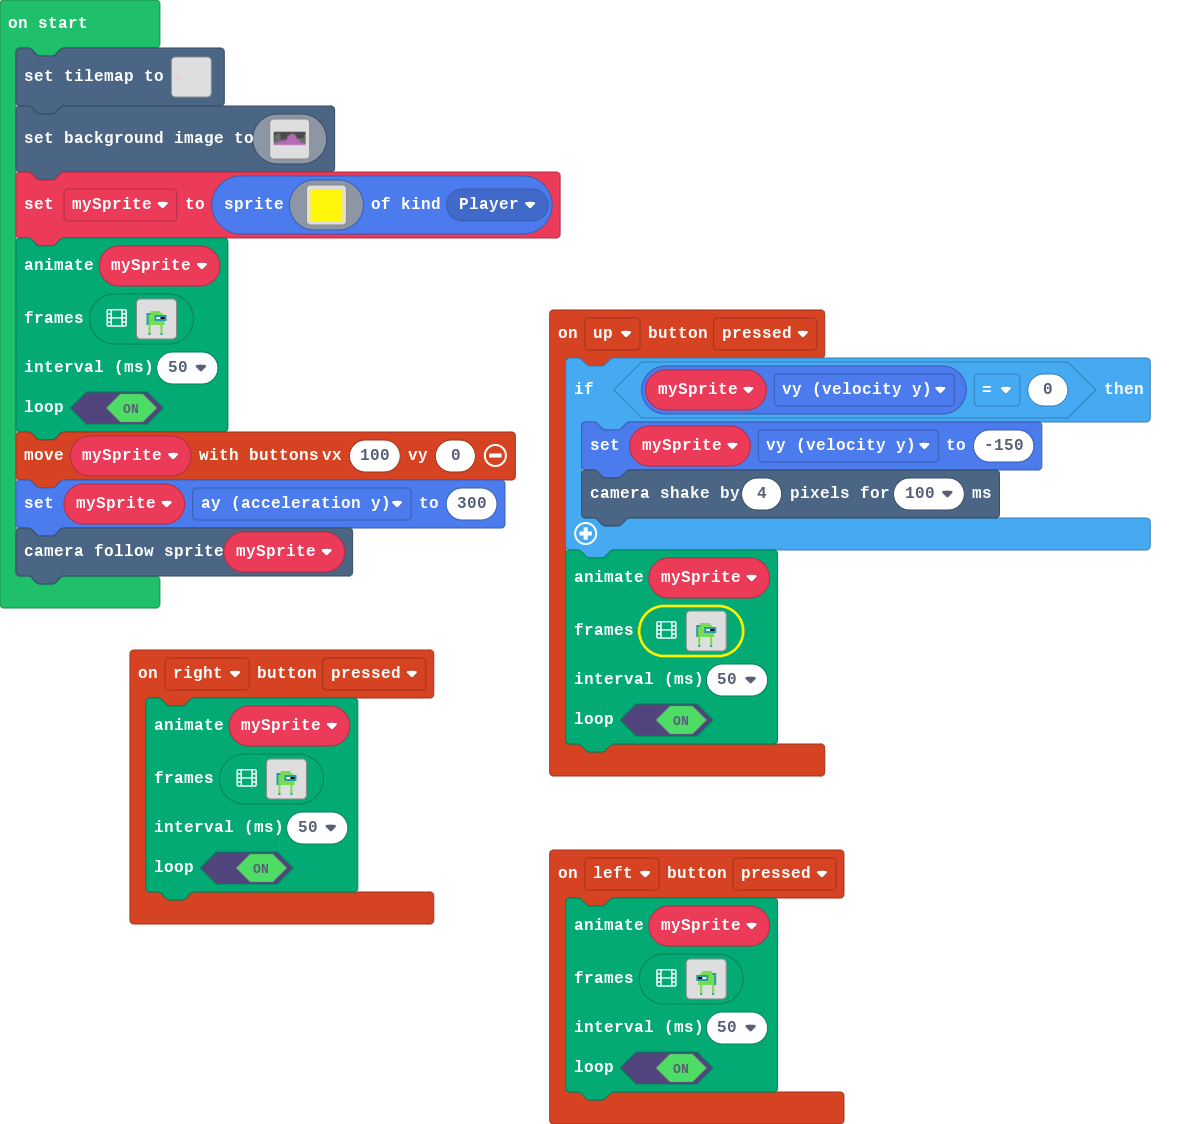 on start
set tilemap to
set background image to
set mySprite to sprite of kind Player
animate mySprite
frames
interval (ms) 50
loop ON
move mySprite with buttons vx 100 vy 0
set mySprite ay (acceleration y) to 300
camera follow sprite mySprite
on up button pressed
if mySprite vy (velocity y) = 0 then
set mySprite vy (velocity y) to -150
camera shake by 4 pixels for 100 ms
animate mySprite
frames
interval (ms) 50
loop ON
on right button pressed
animate mySprite
frames
interval (ms) 50
loop ON
on left button pressed
animate mySprite
frames
interval (ms) 50
loop ON